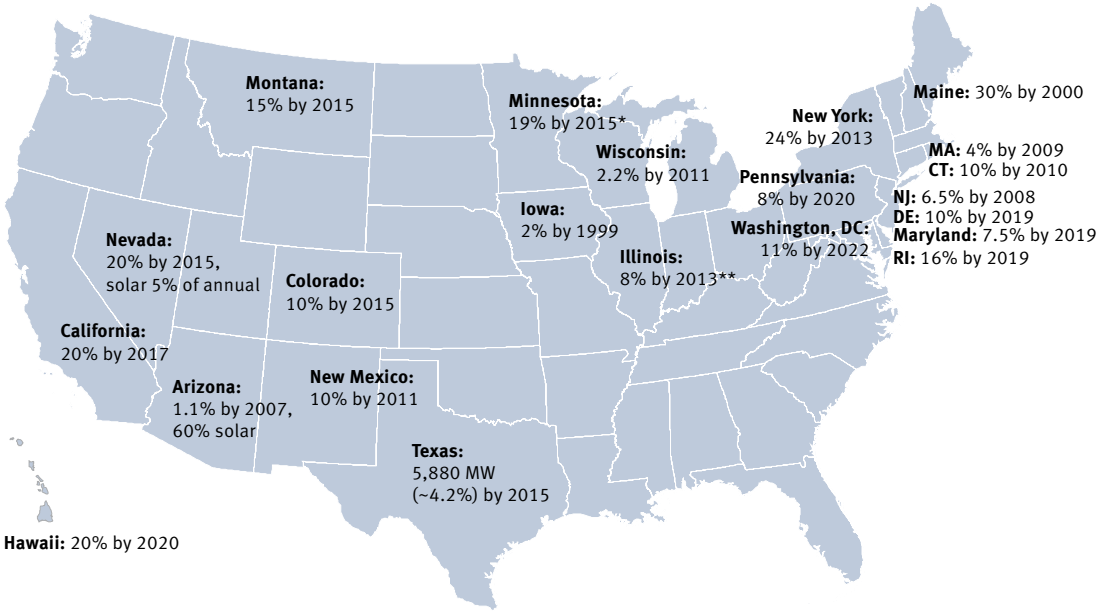 Montana:
15% by 2015
Minnesota:
19% by 2015*
Maine: 30% by 2000
New York:
24% by 2013
Wisconsin:
2.2% by 2011
MA: 4% by 2009
CT: 10% by 2010
Pennsylvania:
8% by 2020
NJ: 6.5% by 2008
DE: 10% by 2019
Maryland: 7.5% by 2019
RI: 16% by 2019
Iowa:
2% by 1999
Washington, DC:
11% by 2022
Nevada:
20% by 2015,
solar 5% of annual
Illinois:
8% by 2013**
Colorado:
10% by 2015
California:
20% by 2017
Arizona:
1.1% by 2007,
60% solar
New Mexico:
10% by 2011
Texas:
5,880 MW
(~4.2%) by 2015
Hawaii: 20% by 2020